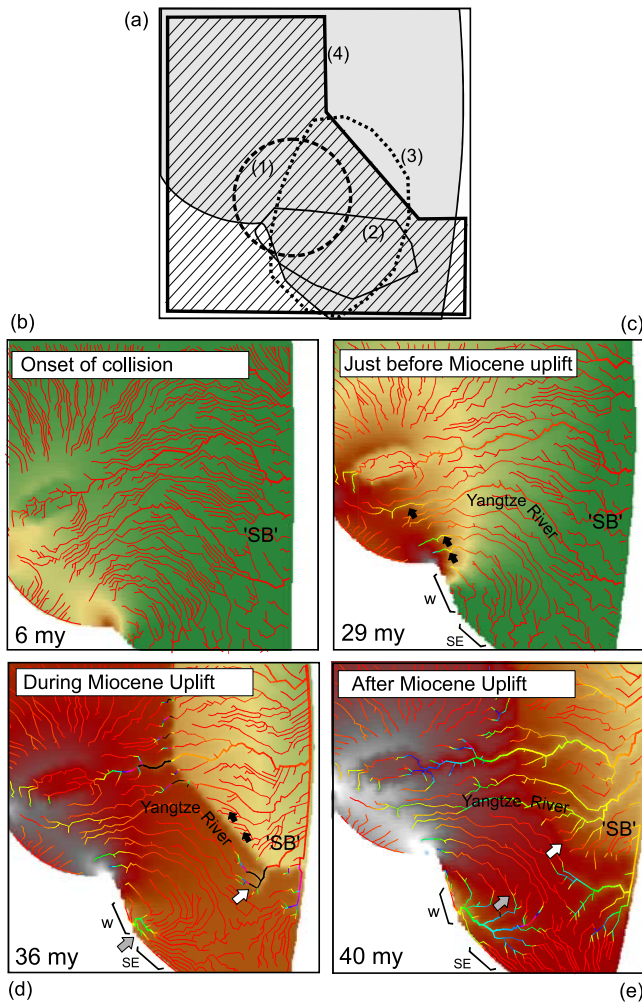 (a)
(4)
(3)
(1)
(2)
(b)
(c)
Onset of collision
Just before Miocene uplift
Yangtze
River
'SB'
'SB'
W
6 my
29 my
SE
During Miocene Uplift
After Miocene Uplift
Yangtze River
Yangtze River
'SB'
'SB'
W
W
36 my
SE
40 my
SE
(d)
(e)